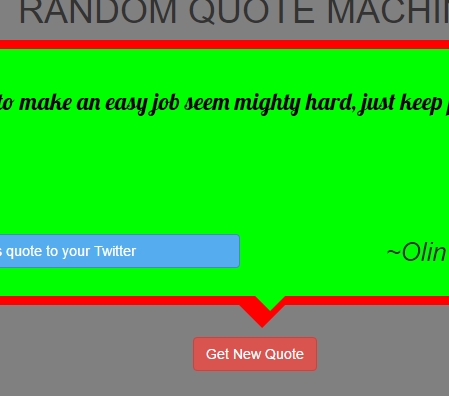 RANDOM QUOTE MACHI
to make an easy job seem mighty hard, just keep
s quote to your Twitter
~Olin
Get New Quote